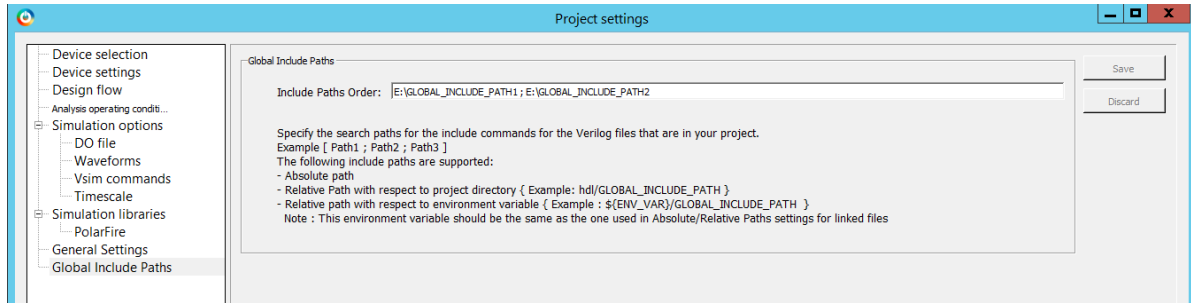 Project settings
Device selection
Device settings
Design flow
Analysis operating conditi...
Simulation options
DO file
Waveforms
Vsim commands
Timescale
Simulation libraries
PolarFire
General Settings
Global Include Paths
Global Include Paths
Include Paths Order: E:\GLOBAL_INCLUDE_PATH1 ; E:\GLOBAL_INCLUDE_PATH2
Specify the search paths for the include commands for the Verilog files that are in your project.
Example [ Path1 ; Path2 ; Path3 ]
The following include paths are supported:
- Absolute path
- Relative Path with respect to project directory { Example: hdl/GLOBAL_INCLUDE_PATH }
- Relative path with respect to environment variable { Example : ${ENV_VAR}/GLOBAL_INCLUDE_PATH }
Note : This environment variable should be the same as the one used in Absolute/Relative Paths settings for linked files
Save
Discard